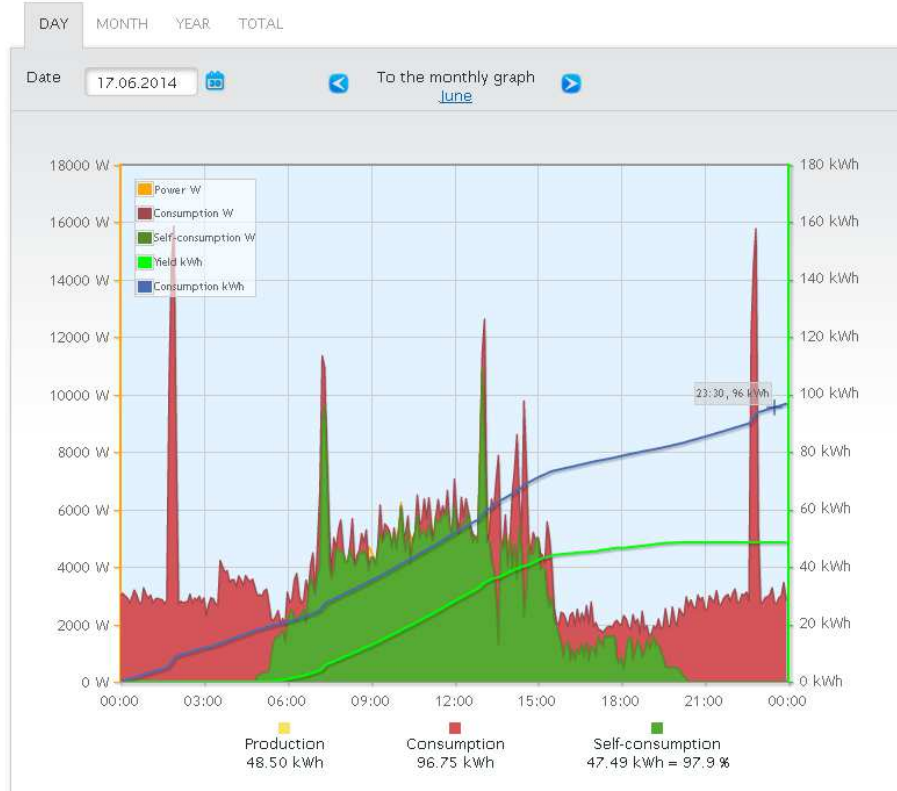 DAY MONTH YEAR TOTAL
Date 17.06.2014 30 To the monthly graph
June
18000 W 180 kWh
Power W
Consumption W
Self-consumption W
Yield kWh
Consumption kWh
16000 W 160 kWh
14000 W 140 kWh
12000 W 120 kWh
23:30, 96 kWh
10000 W 100 kWh
8000 W 80 kWh
6000 W 60 kWh
4000 W 40 kWh
2000 W 20 kWh
0 W 0 kWh
00:00 03:00 06:00 09:00 12:00 15:00 18:00 21:00 00:00
Production Consumption Self-consumption
48.50 kWh 96.75 kWh 47.49 kWh = 97.9 %